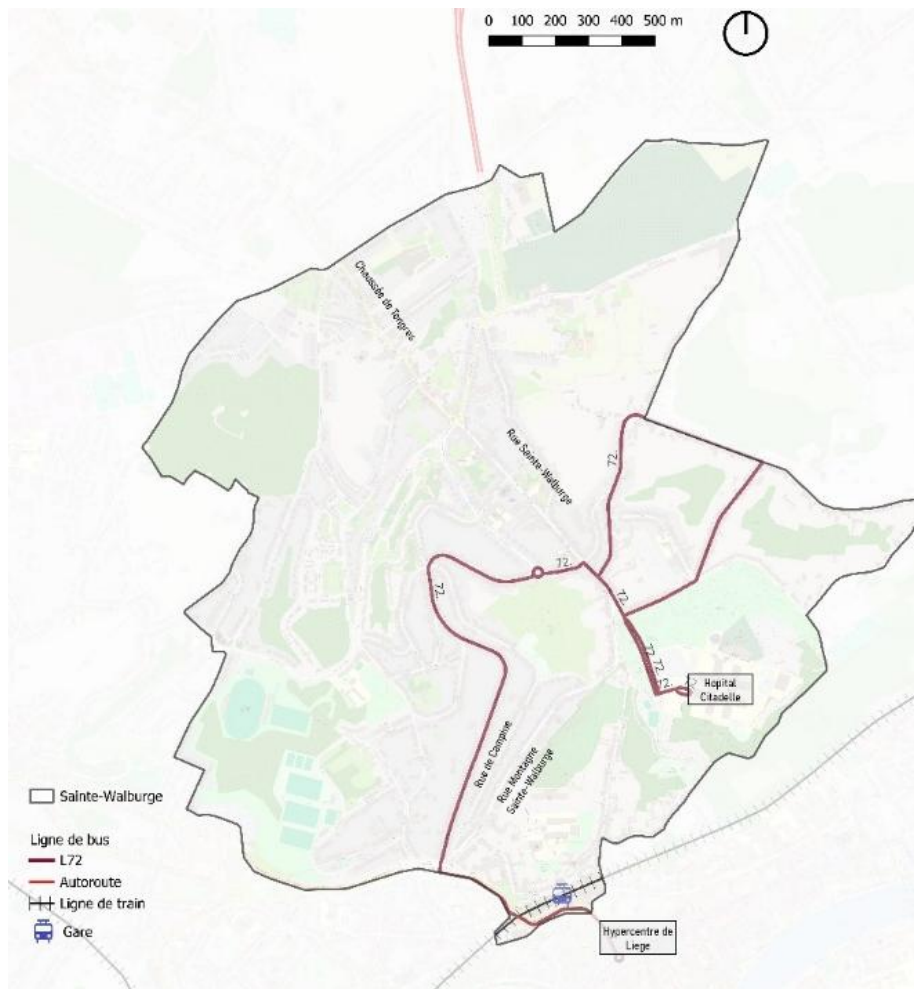 0 100 200 300 400 500 m
Chaussée de Tongres
Rue Sainte-Walburge
72.
72.
72.
72.
72.
72.
72.
Hopital
Citadelle
Rue de Campine
Rue Montagne
Sainte-Walburge
Hypercentre de
Liege
Sainte-Walburge
Ligne de bus
L72
Autoroute
Ligne de train
Gare